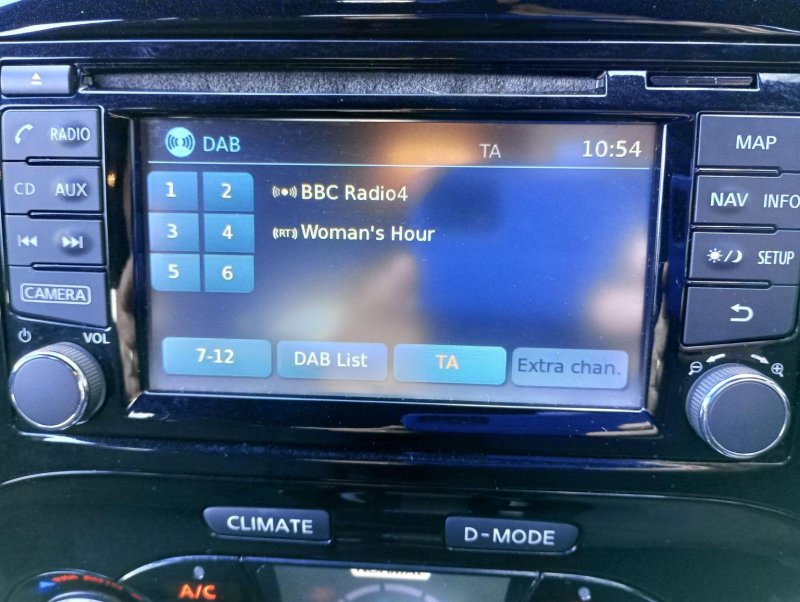 DAB TA 10:54
1 2 BBC Radio4
3 4 (RT) Woman's Hour
5 6
7-12 DAB List TA Extra chan.
RADIO
CD AUX
CAMERA
VOL
MAP
NAV INFO
SETUP
CLIMATE D-MODE
A/C